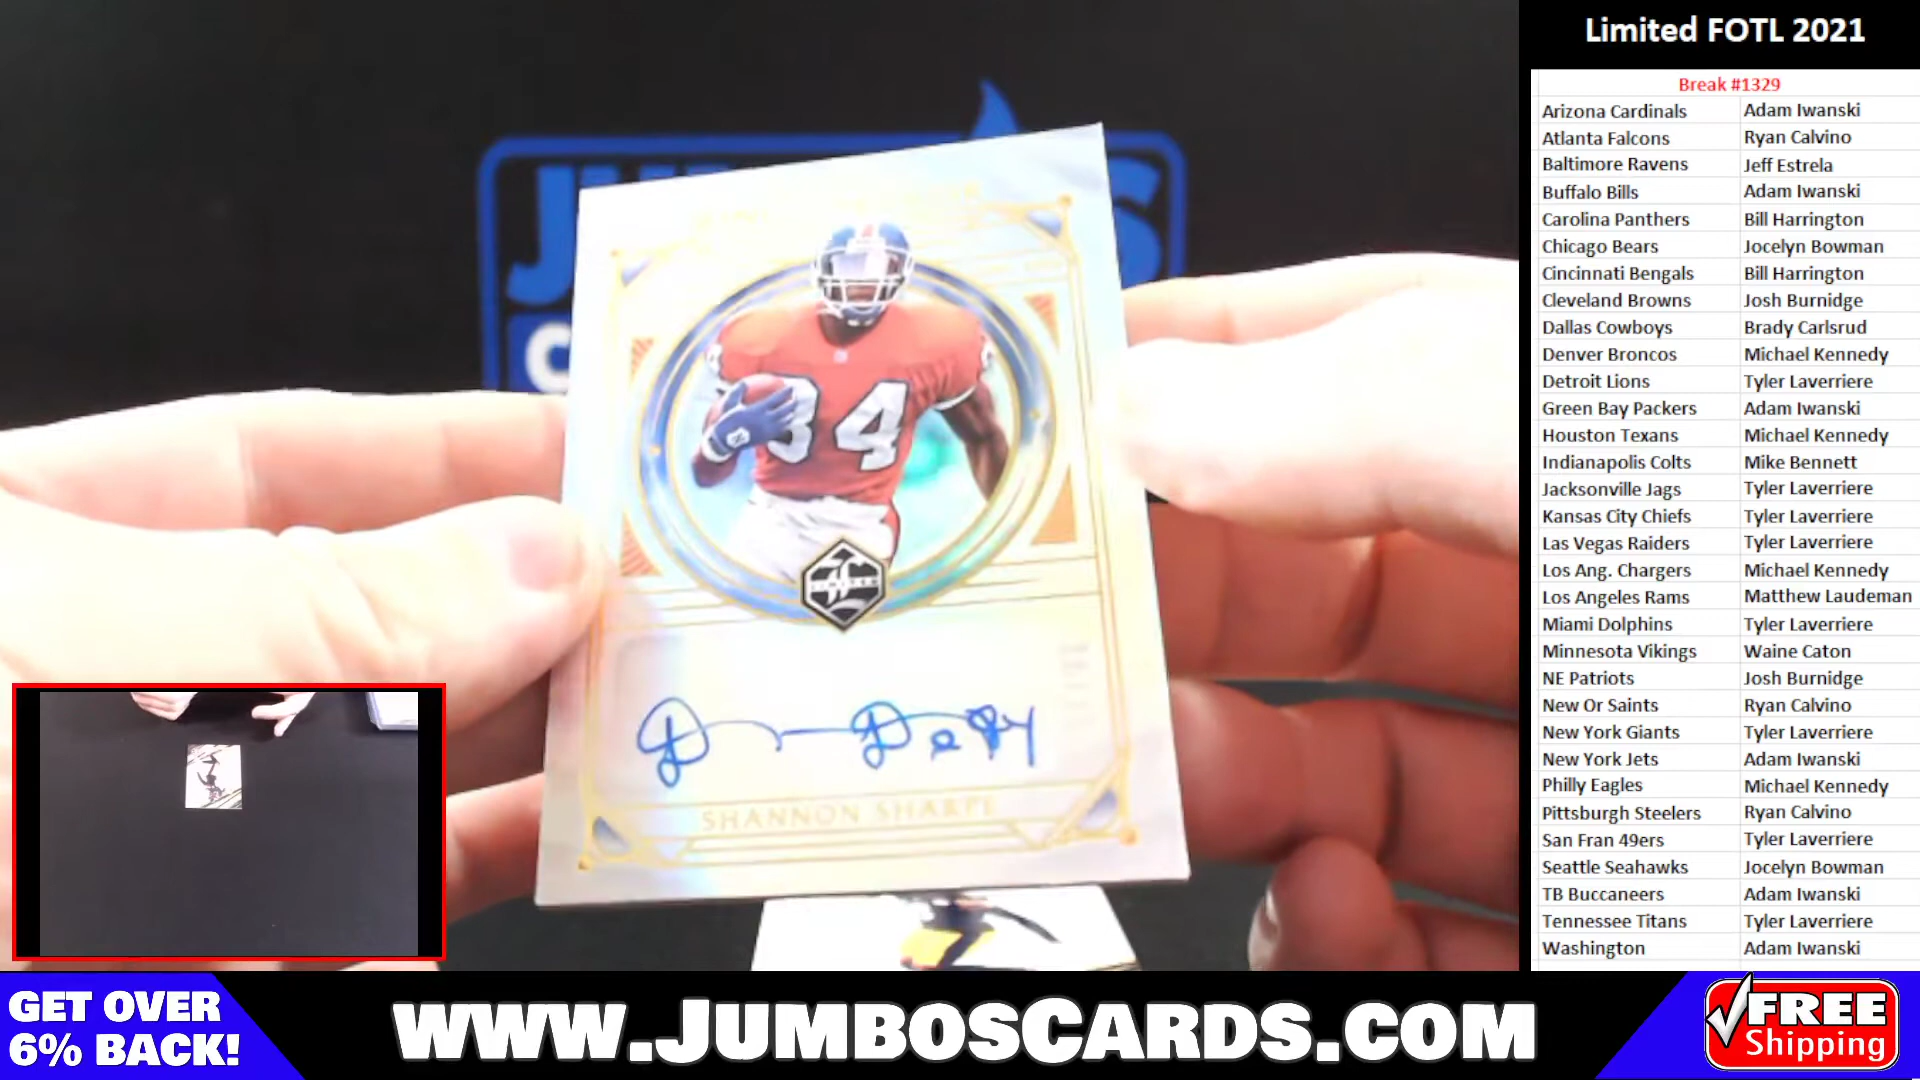 Limited FOTL 2021
Break #1329
Arizona Cardinals Adam Iwanski
Atlanta Falcons Ryan Calvino
Baltimore Ravens Jeff Estrela
Buffalo Bills Adam Iwanski
Carolina Panthers Bill Harrington
Chicago Bears Jocelyn Bowman
Cincinnati Bengals Bill Harrington
Cleveland Browns Josh Burnidge
Dallas Cowboys Brady Carlsrud
Denver Broncos Michael Kennedy
Detroit Lions Tyler Laverriere
Green Bay Packers Adam Iwanski
Houston Texans Michael Kennedy
Indianapolis Colts Mike Bennett
Jacksonville Jags Tyler Laverriere
Kansas City Chiefs Tyler Laverriere
Las Vegas Raiders Tyler Laverriere
Los Ang. Chargers Michael Kennedy
Los Angeles Rams Matthew Laudeman
Miami Dolphins Tyler Laverriere
Minnesota Vikings Waine Caton
NE Patriots Josh Burnidge
New Or Saints Ryan Calvino
New York Giants Tyler Laverriere
New York Jets Adam Iwanski
Philly Eagles Michael Kennedy
Pittsburgh Steelers Ryan Calvino
San Fran 49ers Tyler Laverriere
Seattle Seahawks Jocelyn Bowman
TB Buccaneers Adam Iwanski
Tennessee Titans Tyler Laverriere
Washington Adam Iwanski
84
LIMITED
SHANNON SHARPE
GET OVER
6% BACK!
www.JumbosCards.com
FREE
Shipping